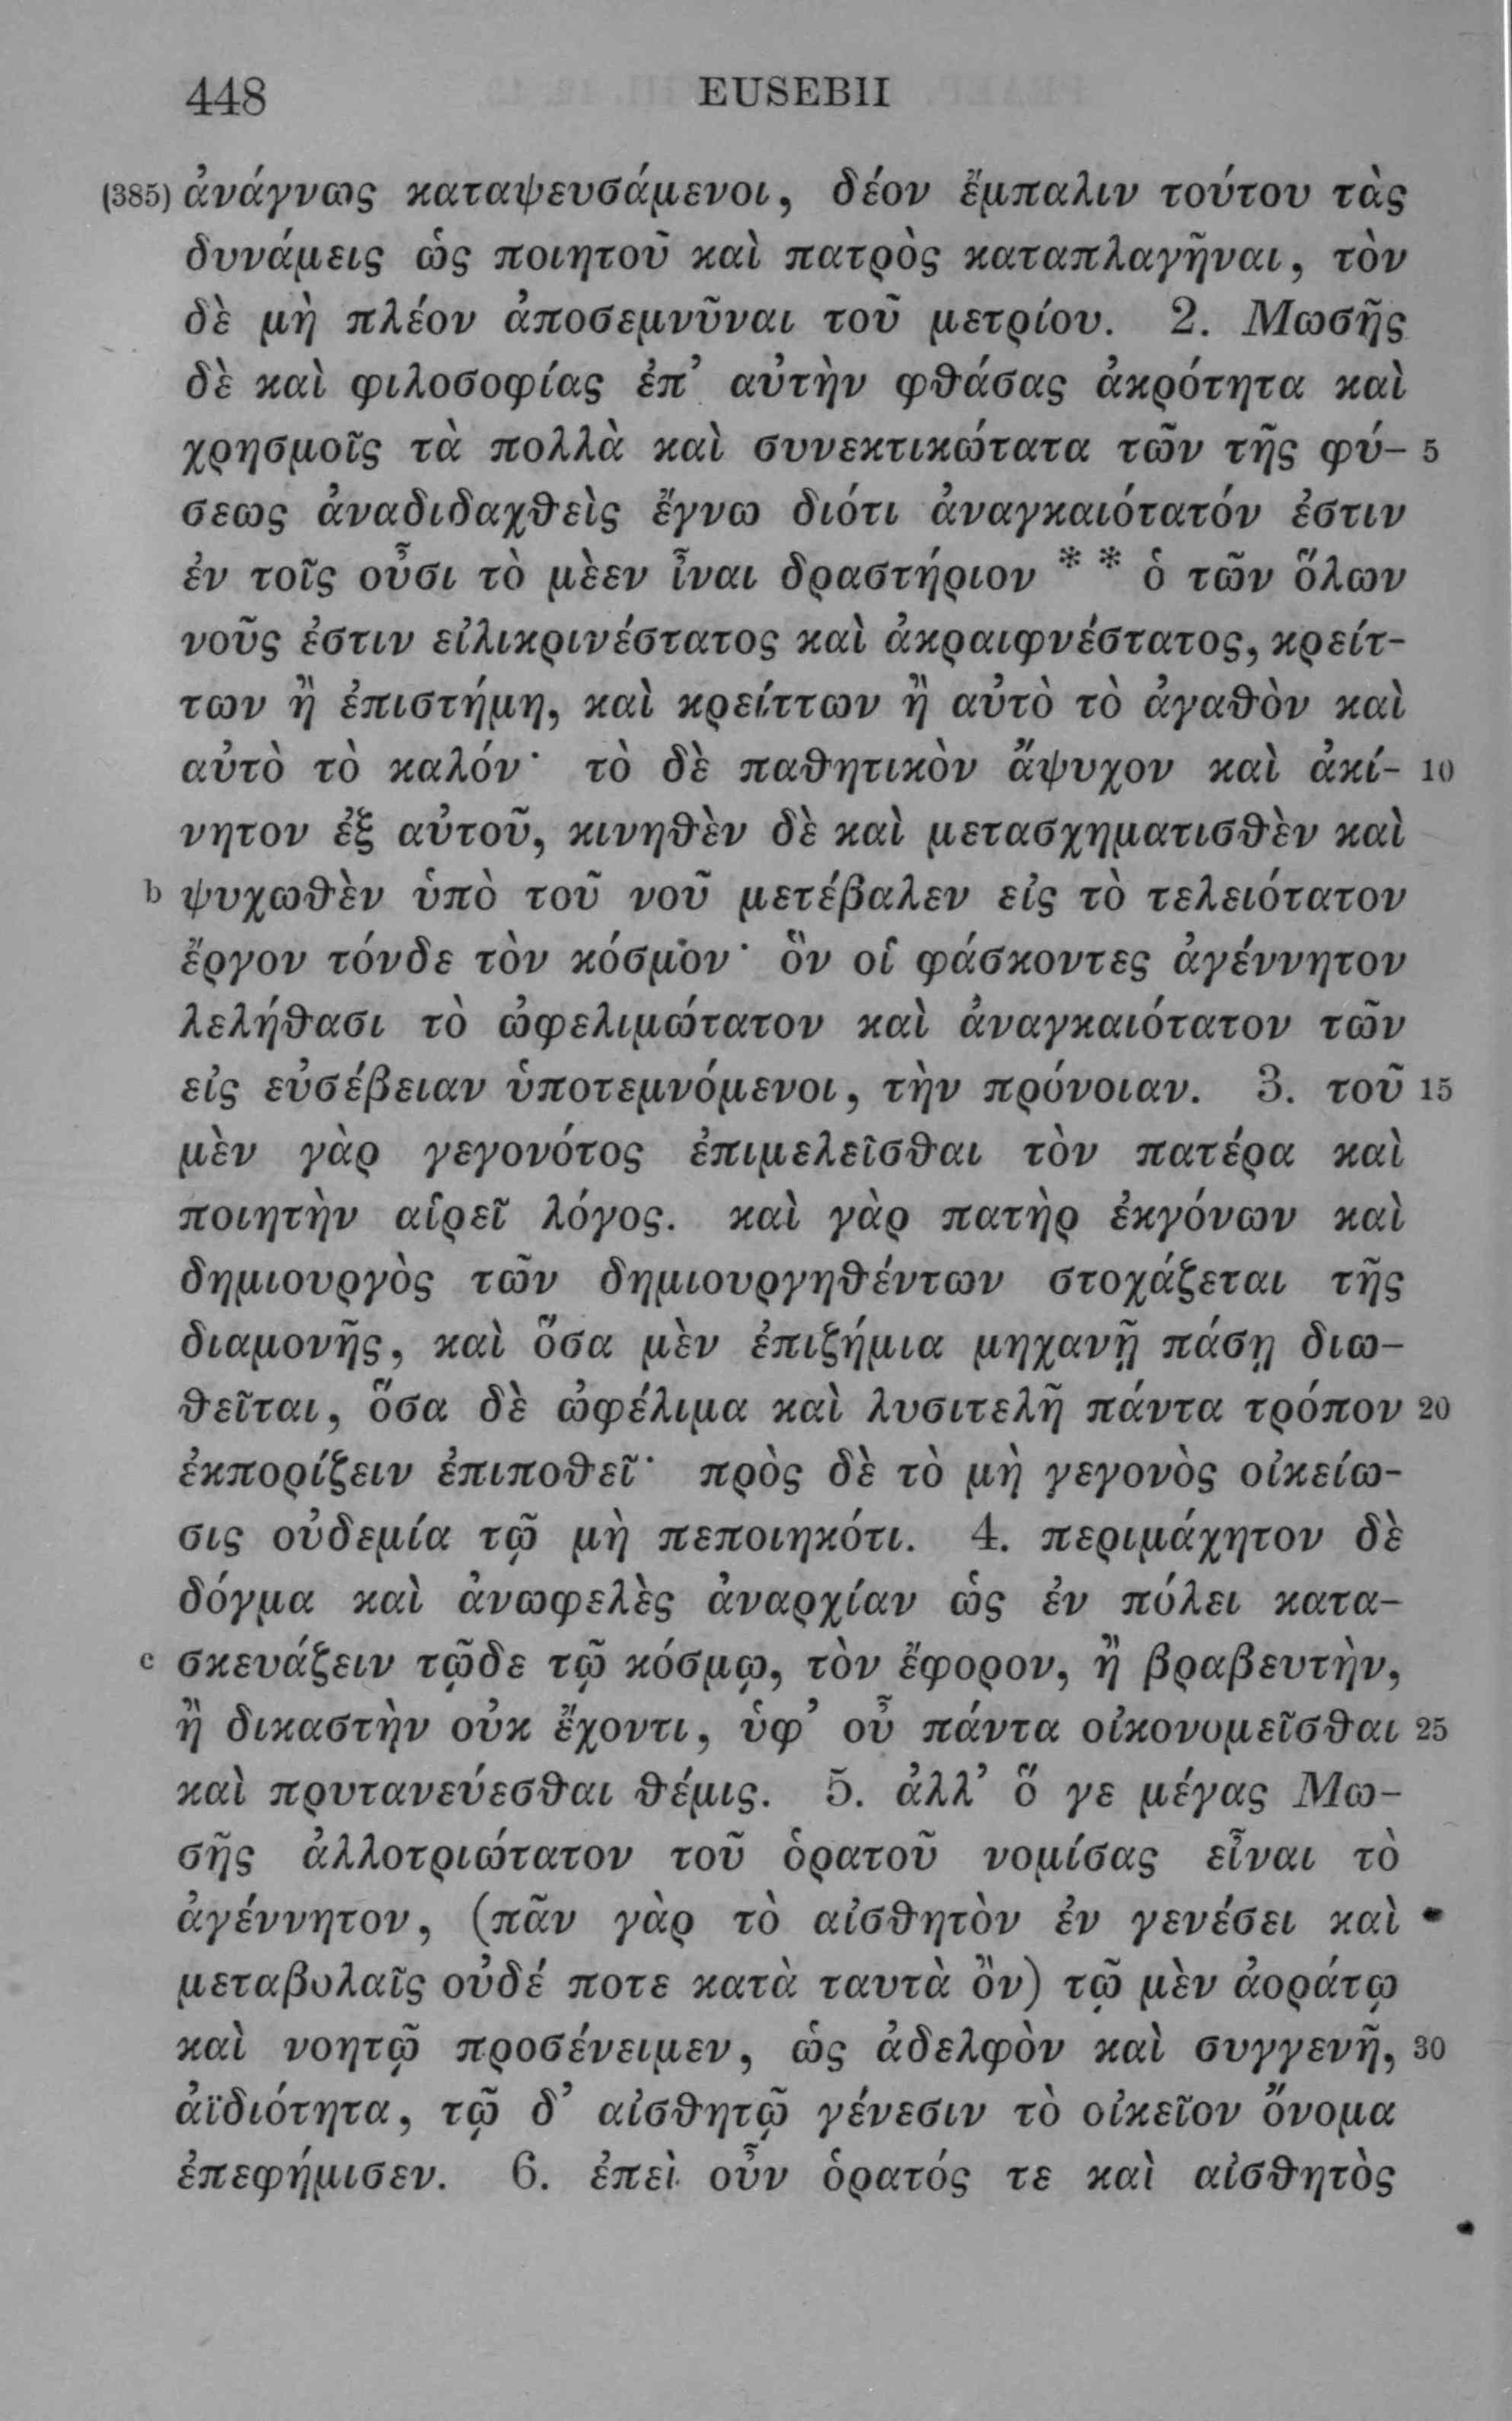 448 EUSEBII
(385) ἀνάγνως καταψευσάμενοι, δέον ἔμπαλιν τούτου τὰς
δυνάμεις ὡς ποιητοῦ καὶ πατρὸς καταπλαγῆναι, τὸν
δὲ μὴ πλέον ἀποσεμνῦναι τοῦ μετρίου. 2. Μωσῆς
δὲ καὶ φιλοσοφίας ἐπ’ αὐτὴν φθάσας ἀκρότητα καὶ
χρησμοῖς τὰ πολλὰ καὶ συνεκτικώτατα τῶν τῆς φύ- 5
σεως ἀναδιδαχθεὶς ἔγνω διότι ἀναγκαιότατόν ἐστιν
ἐν τοῖς οὖσι τὸ μὲεν ἶναι δραστήριον * * ὁ τῶν ὅλων
νοῦς ἐστιν εἰλικρινέστατος καὶ ἀκραιφνέστατος, κρείτ-
των ἢ ἐπιστήμη, καὶ κρείττων ἢ αὐτὸ τὸ ἀγαθὸν καὶ
αὐτὸ τὸ καλόν· τὸ δὲ παθητικὸν ἄψυχον καὶ ἀκί- 10
νητον ἐξ αὐτοῦ, κινηθὲν δὲ καὶ μετασχηματισθὲν καὶ
b ψυχωθὲν ὑπὸ τοῦ νοῦ μετέβαλεν εἰς τὸ τελειότατον
ἔργον τόνδε τὸν κόσμον· ὃν οἱ φάσκοντες ἀγέννητον
λελήθασι τὸ ὠφελιμώτατον καὶ ἀναγκαιότατον τῶν
εἰς εὐσέβειαν ὑποτεμνόμενοι, τὴν πρόνοιαν. 3. τοῦ 15
μὲν γὰρ γεγονότος ἐπιμελεῖσθαι τὸν πατέρα καὶ
ποιητὴν αἱρεῖ λόγος. καὶ γὰρ πατὴρ ἐκγόνων καὶ
δημιουργὸς τῶν δημιουργηθέντων στοχάζεται τῆς
διαμονῆς, καὶ ὅσα μὲν ἐπιζήμια μηχανῇ πάσῃ διω-
θεῖται, ὅσα δὲ ὠφέλιμα καὶ λυσιτελῆ πάντα τρόπον 20
ἐκπορίζειν ἐπιποθεῖ· πρὸς δὲ τὸ μὴ γεγονὸς οἰκείω-
σις οὐδεμία τῷ μὴ πεποιηκότι. 4. περιμάχητον δὲ
δόγμα καὶ ἀνωφελὲς ἀναρχίαν ὡς ἐν πόλει κατα-
c σκευάζειν τῷδε τῷ κόσμῳ, τὸν ἔφορον, ἢ βραβευτὴν,
ἢ δικαστὴν οὐκ ἔχοντι, ὑφ’ οὗ πάντα οἰκονομεῖσθαι 25
καὶ πρυτανεύεσθαι θέμις. 5. ἀλλ’ ὅ γε μέγας Μω-
σῆς ἀλλοτριώτατον τοῦ ὁρατοῦ νομίσας εἶναι τὸ
ἀγέννητον, (πᾶν γὰρ τὸ αἰσθητὸν ἐν γενέσει καὶ
μεταβολαῖς οὐδέ ποτε κατὰ ταυτὰ ὂν) τῷ μὲν ἀοράτῳ
καὶ νοητῷ προσένειμεν, ὡς ἀδελφὸν καὶ συγγενῆ, 30
ἀϊδιότητα, τῷ δ’ αἰσθητῷ γένεσιν τὸ οἰκεῖον ὄνομα
ἐπεφήμισεν. 6. ἐπεὶ οὖν ὁρατός τε καὶ αἰσθητὸς